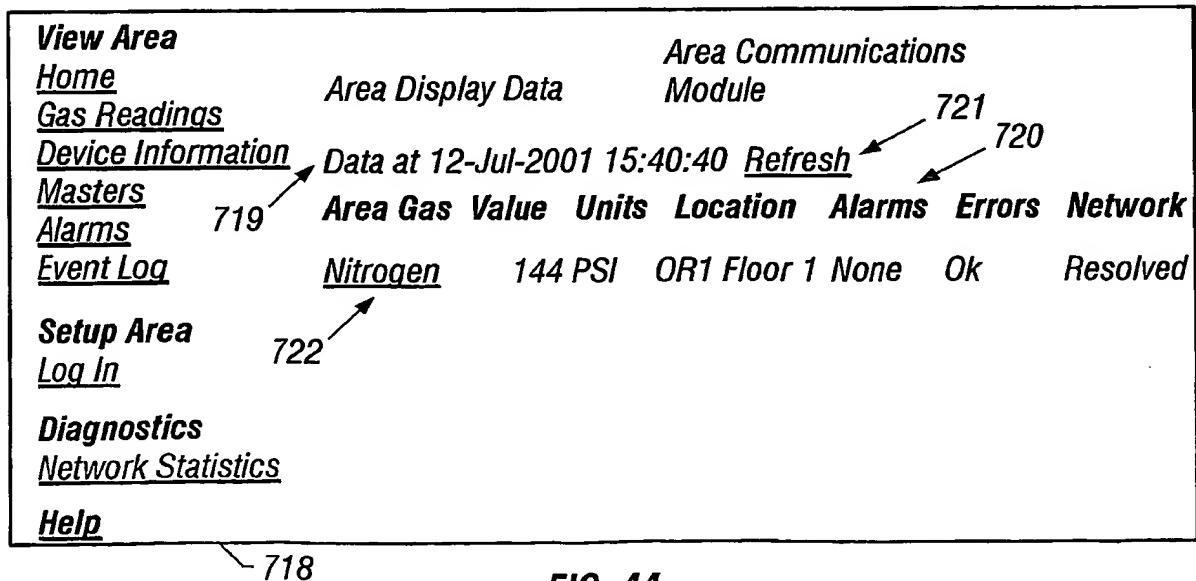 View Area
Home
Gas Readings
Device Information
Masters
Alarms
Event Log
Setup Area
Log In
Diagnostics
Network Statistics
Help
Area Display Data
Area Communications
Module
721
720
Data at 12-Jul-2001 15:40:40 Refresh
719
Area Gas Value Units Location Alarms Errors Network
Nitrogen 144 PSI OR1 Floor 1 None Ok Resolved
722
718